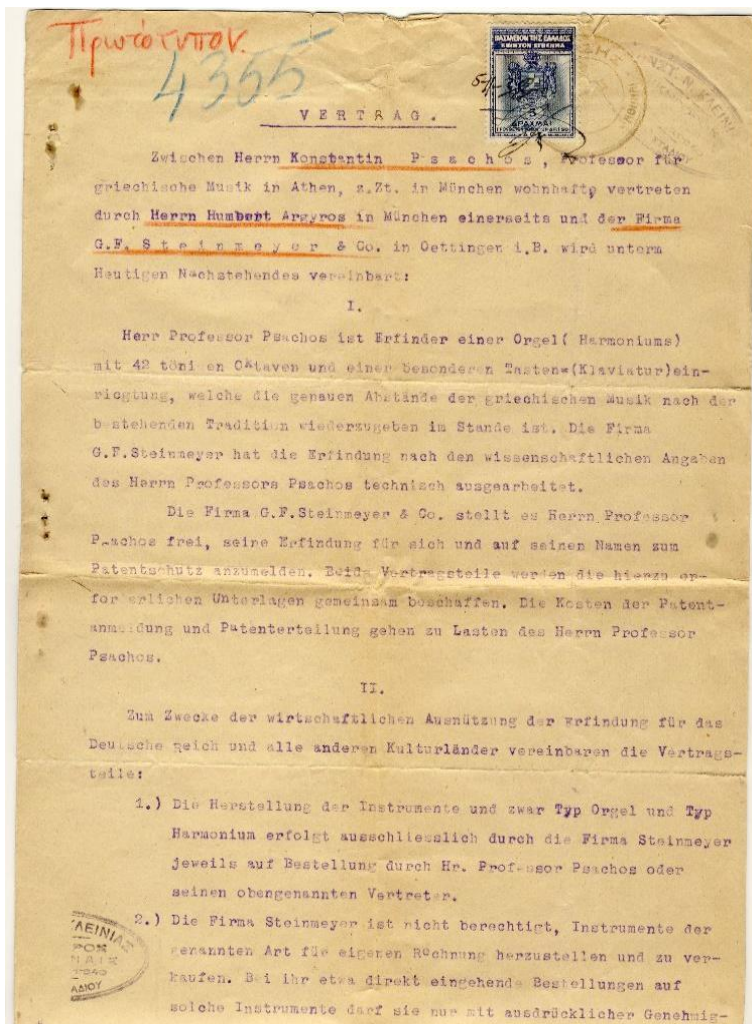 Πρωτότυπον.
4365
ΒΑΣΙΛΕΙΟΝ ΤΗΣ ΕΛΛΑΔΟΣ
ΚΙΝΗΤΟΝ ΕΠΙΣΗΜΑ
ΔΡΑΧΜΑΙ
VERTRAG.
Zwischen Herrn Konstantin Psachos, Professor für
griechische Musik in Athen, z.Zt. in München wohnhaft, vertreten
durch Herrn Humbert Argyros in München einerseits und der Firma
G.F. Steinmeyer & Co. in Oettingen i.B. wird unterm
Heutigen Nachstehendes vereinbart:
I.
Herr Professor Psachos ist Erfinder einer Orgel( Harmoniums)
mit 42 töni en Oktaven und einer besonderen Tasten=(Klaviatur)ein-
ricgtung, welche die genauen Abstände der griechischen Musik nach der
bestehenden Tradition wiederzugeben im Stande ist. Die Firma
G.F.Steinmeyer hat die Erfindung nach den wissenschaftlichen Angaben
des Herrn Professors Psachos technisch ausgearbeitet.
Die Firma G.F.Steinmeyer & Co. stellt es Herrn Professor
Psachos frei, seine Erfindung für sich und auf seinen Namen zum
Patentschutz anzumelden. Beide Vertragsteile werden die hierzu er-
forderlichen Unterlagen gemeinsam beschaffen. Die Kosten der Patent-
anmeldung und Patenterteilung gehen zu Lasten des Herrn Professor
Psachos.
II.
Zum Zwecke der wirtschaftlichen Ausnützung der Erfindung für das
Deutsche Reich und alle anderen Kulturländer vereinbaren die Vertrags-
teile:
1.) Die Herstellung der Instrumente und zwar Typ Orgel und Typ
Harmonium erfolgt ausschliesslich durch die Firma Steinmeyer
jeweils auf Bestellung durch Hr. Professor Psachos oder
seinen obengenannten Vertreter.
2.) Die Firma Steinmeyer ist nicht berechtigt, Instrumente der
genannten Art für eigenen Rechnung herzustellen und zu ver-
kaufen. Bei ihr etwa direkt eingehende Bestellungen auf
solche Instrumente darf sie nur mit ausdrücklicher Genehmig-